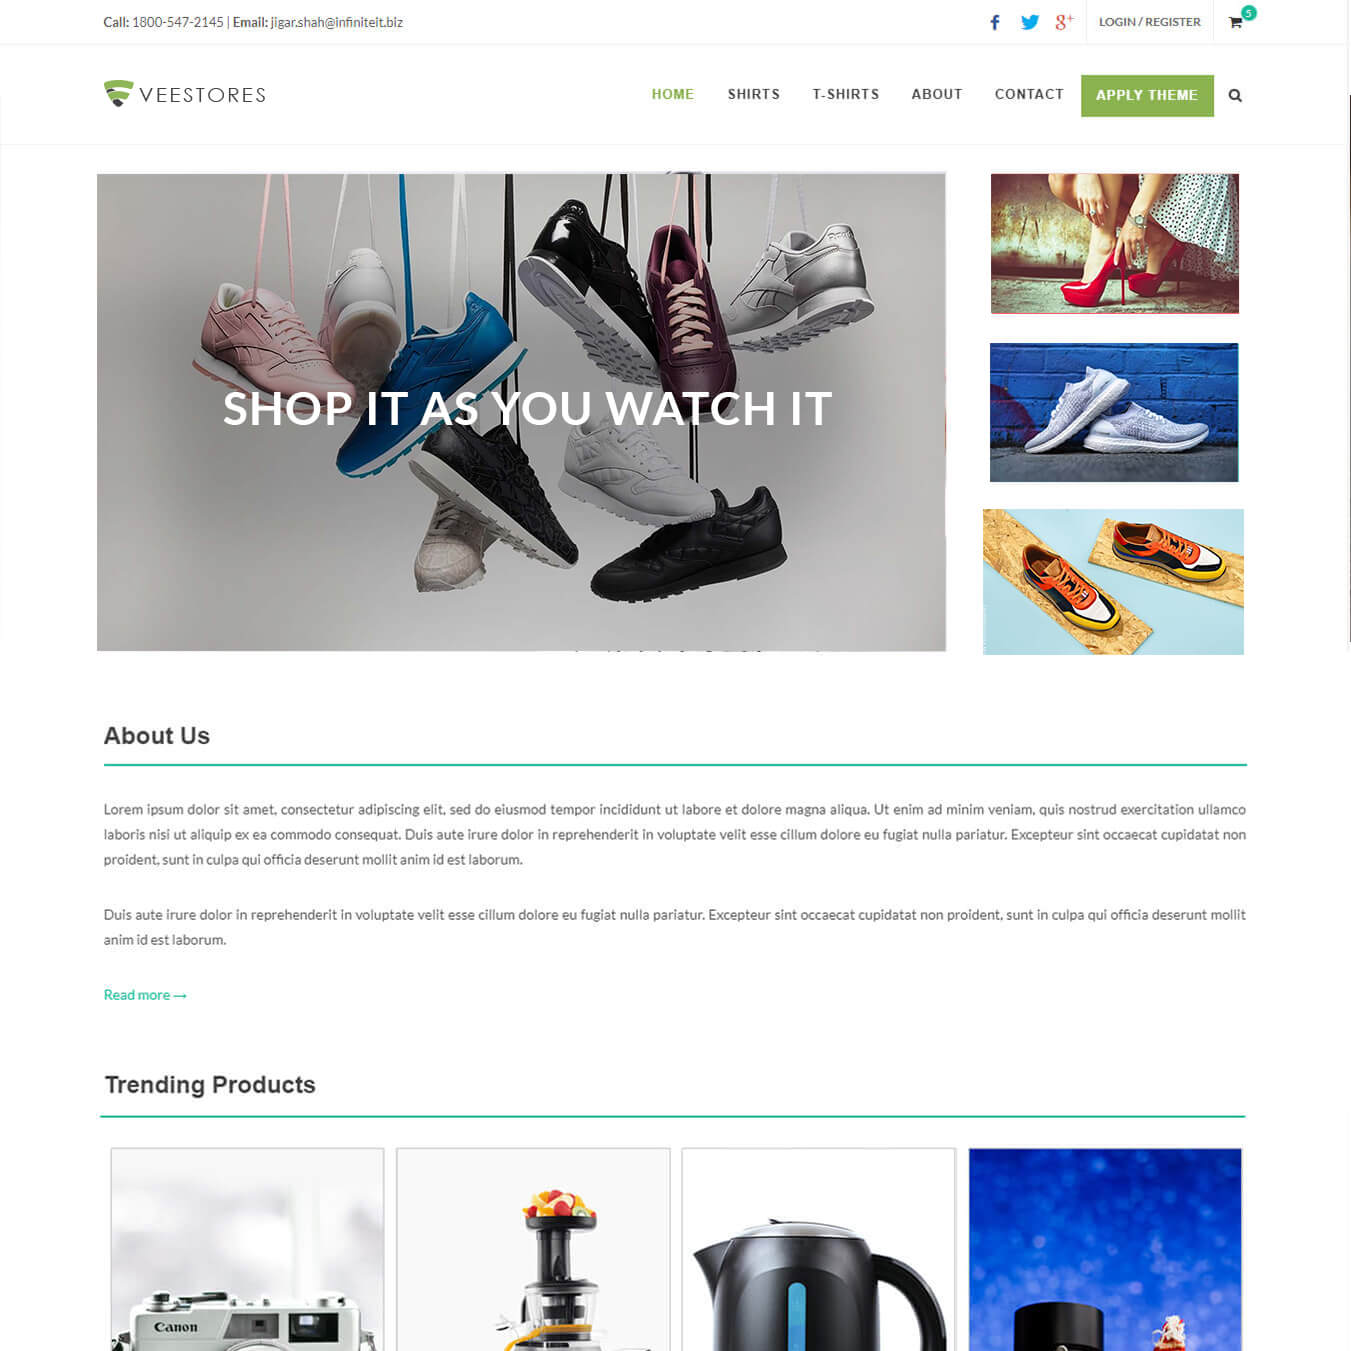 Call: 1800-547-2145 | Email: jigar.shah@infiniteit.biz
f
8+
LOGIN / REGISTER
5
VEESTORES
HOME
SHIRTS
T-SHIRTS
ABOUT
CONTACT
APPLY THEME
SHOP IT AS YOU WATCH IT
About Us
Lorem ipsum dolor sit amet, consectetur adipiscing elit, sed do eiusmod tempor incididunt ut labore et dolore magna aliqua. Ut enim ad minim veniam, quis nostrud exercitation ullamco
laboris nisi ut aliquip ex ea commodo consequat. Duis aute irure dolor in reprehenderit in voluptate velit esse cillum dolore eu fugiat nulla pariatur. Excepteur sint occaecat cupidatat non
proident, sunt in culpa qui officia deserunt mollit anim id est laborum.
Duis aute irure dolor in reprehenderit in voluptate velit esse cillum dolore eu fugiat nulla pariatur. Excepteur sint occaecat cupidatat non proident, sunt in culpa qui officia deserunt mollit
anim id est laborum.
Read more →
Trending Products
Canon